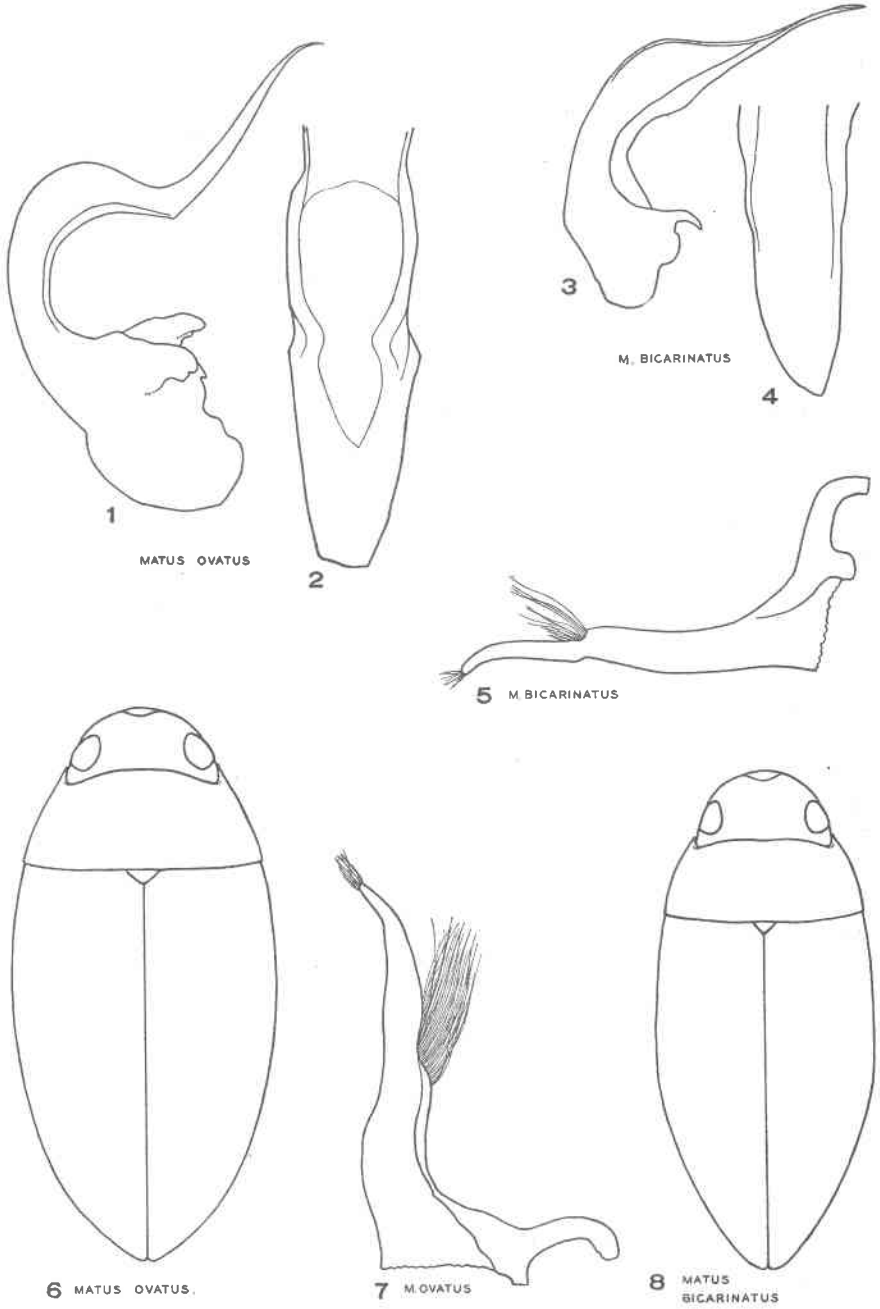 1
MATUS OVATUS
2
3
M. BICARINATUS
4
5 M. BICARINATUS
6 MATUS OVATUS.
7 M. OVATUS
8 MATUS
BICARINATUS